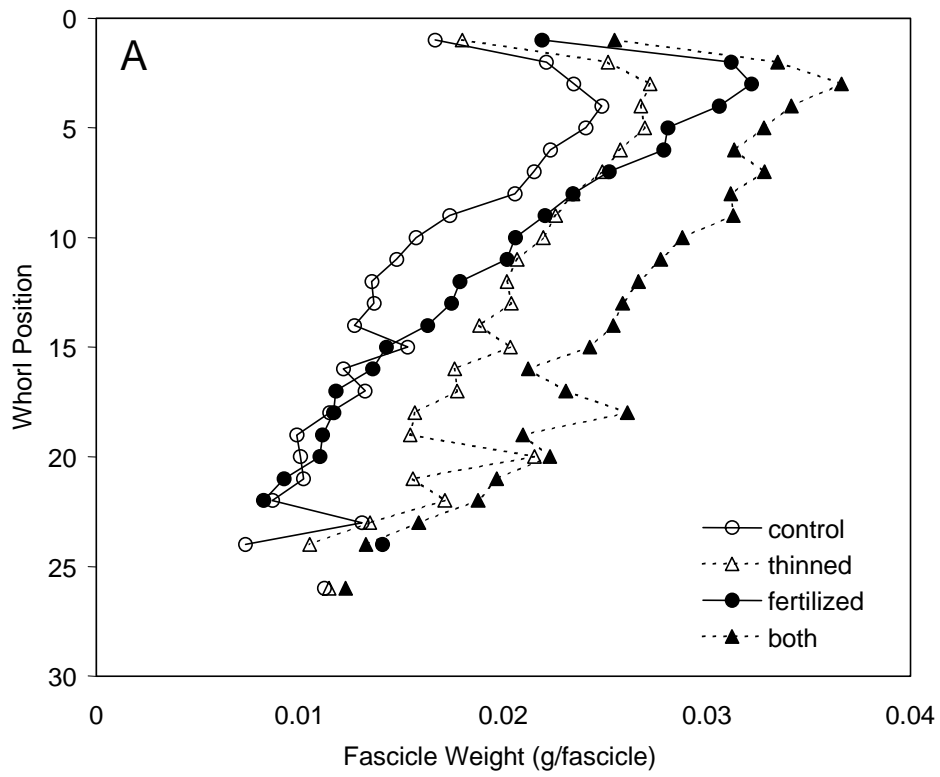 A
0
5
10
15
20
25
30
Whorl Position
control
thinned
fertilized
both
0
0.01
0.02
0.03
0.04
Fascicle Weight (g/fascicle)